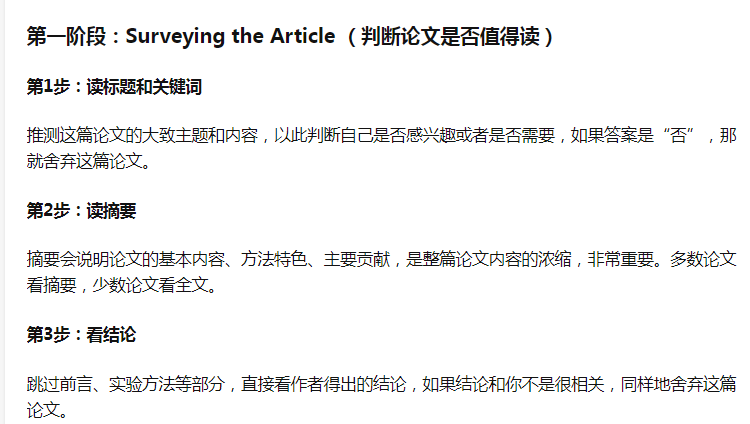 第一阶段：Surveying the Article （判断论文是否值得读）
第1步：读标题和关键词
推测这篇论文的大致主题和内容，以此判断自己是否感兴趣或者是否需要，如果答案是“否”，那
就舍弃这篇论文。
第2步：读摘要
摘要会说明论文的基本内容、方法特色、主要贡献，是整篇论文内容的浓缩，非常重要。多数论文
看摘要，少数论文看全文。
第3步：看结论
跳过前言、实验方法等部分，直接看作者得出的结论，如果结论和你不是很相关，同样地舍弃这篇
论文。